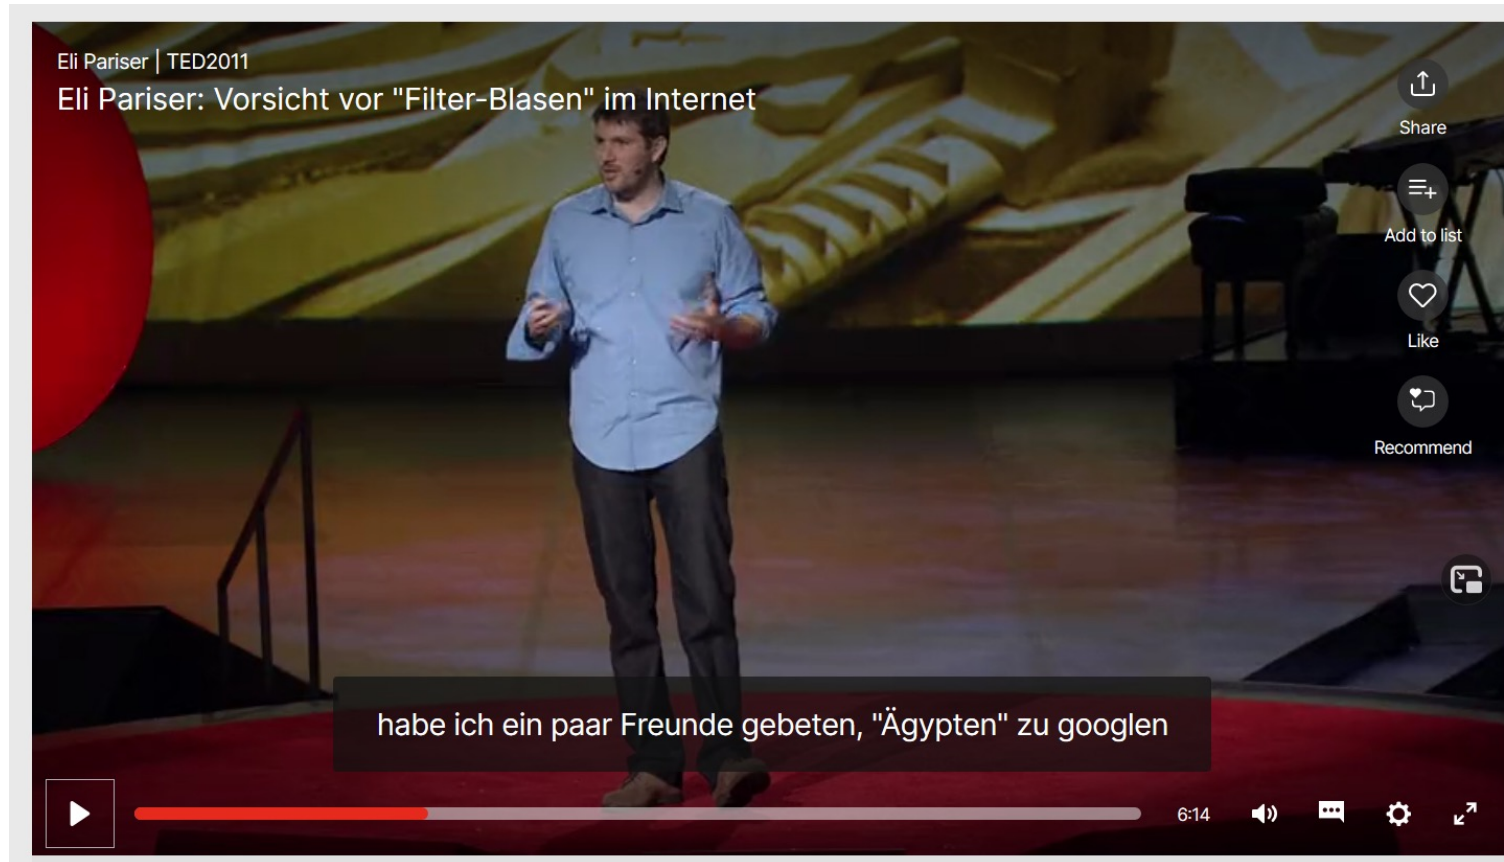 Eli Pariser | TED2011
Eli Pariser: Vorsicht vor "Filter-Blasen" im Internet
Share
Add to list
Like
Recommend
habe ich ein paar Freunde gebeten, "Ägypten" zu googlen
6:14